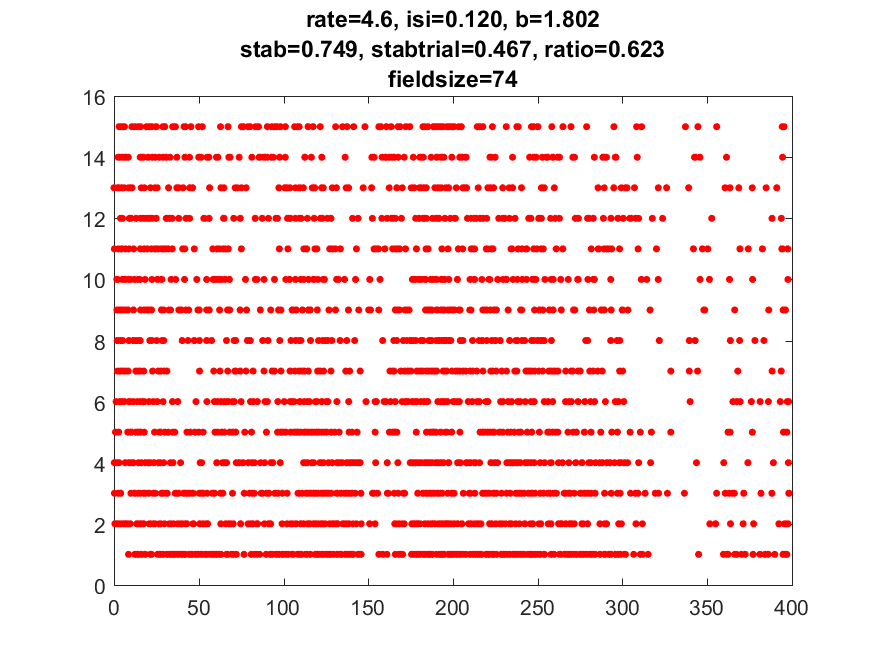 rate=4.6, isi=0.120, b=1.802
stab=0.749, stabtrial=0.467, ratio=0.623
fieldsize=74
16
14
12
10
8
6
4
2
0
0 50 100 150 200 250 300 350 400